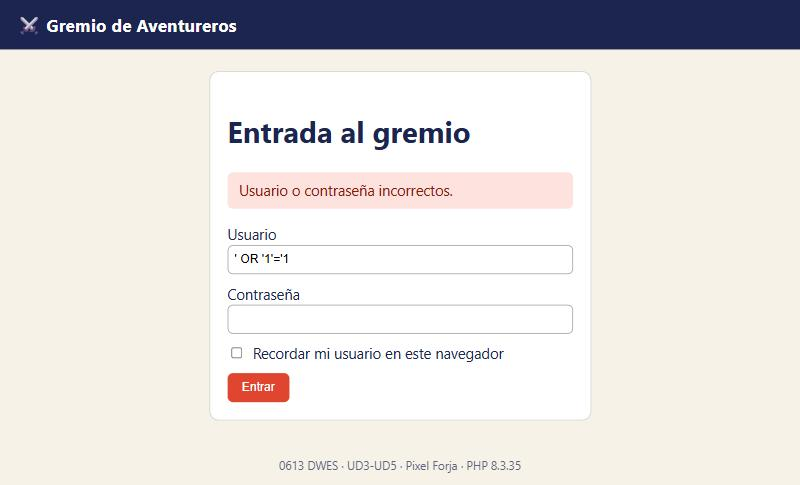 Gremio de Aventureros
Entrada al gremio
Usuario o contraseña incorrectos.
Usuario
' OR '1'='1
Contraseña
Recordar mi usuario en este navegador
Entrar
0613 DWES · UD3-UD5 · Pixel Forja · PHP 8.3.35